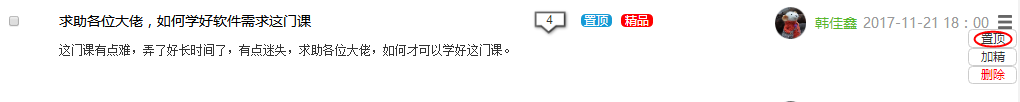 求助各位大佬，如何学好软件需求这门课 4 置顶 精品 韩佳鑫 2017-11-21 18：00
这门课有点难，弄了好长时间了，有点迷失，求助各位大佬，如何才可以学好这门课。
置顶
加精
删除